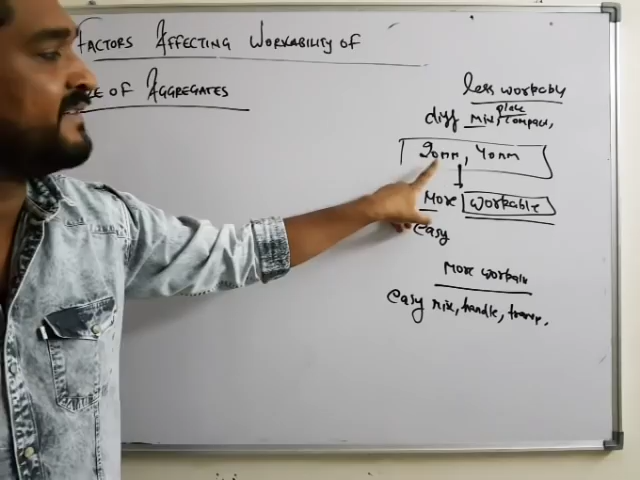 FACTORS AFFECTING WORKABILITY OF
OF AGGREGATES
less workable
place
diff Mix, compact,
20mm, 40mm
More workable
easy
More workab
easy mix, handle, transp.